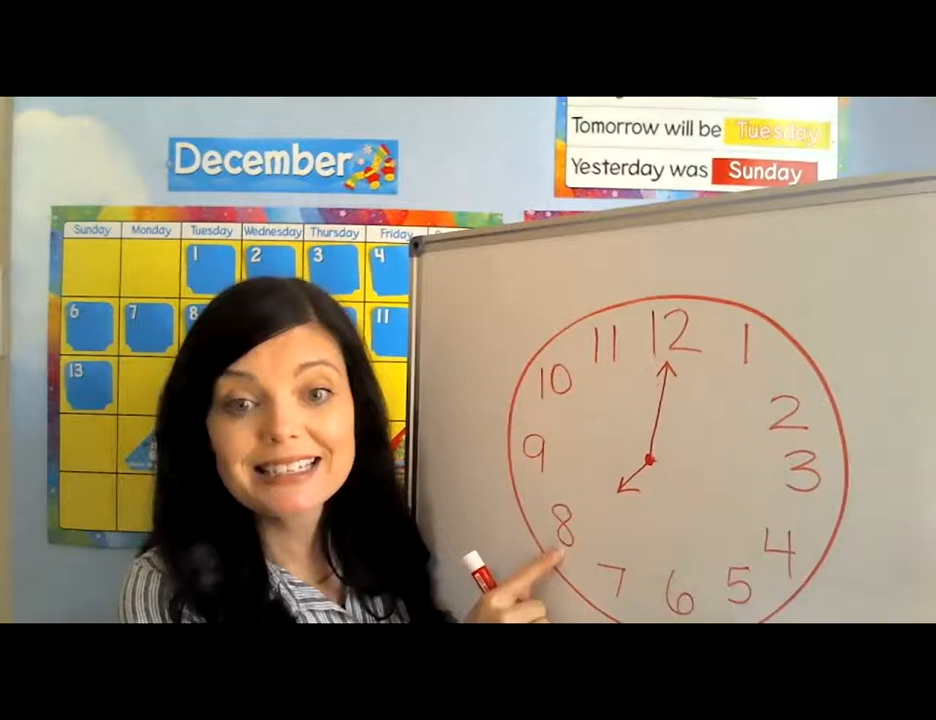 Tomorrow will be Tuesday
Yesterday was Sunday
December
Sunday Monday Tuesday Wednesday Thursday Friday
1 2 3 4
6 7 8 11
13
12
11 1
10 2
9 3
8 4
7 6 5